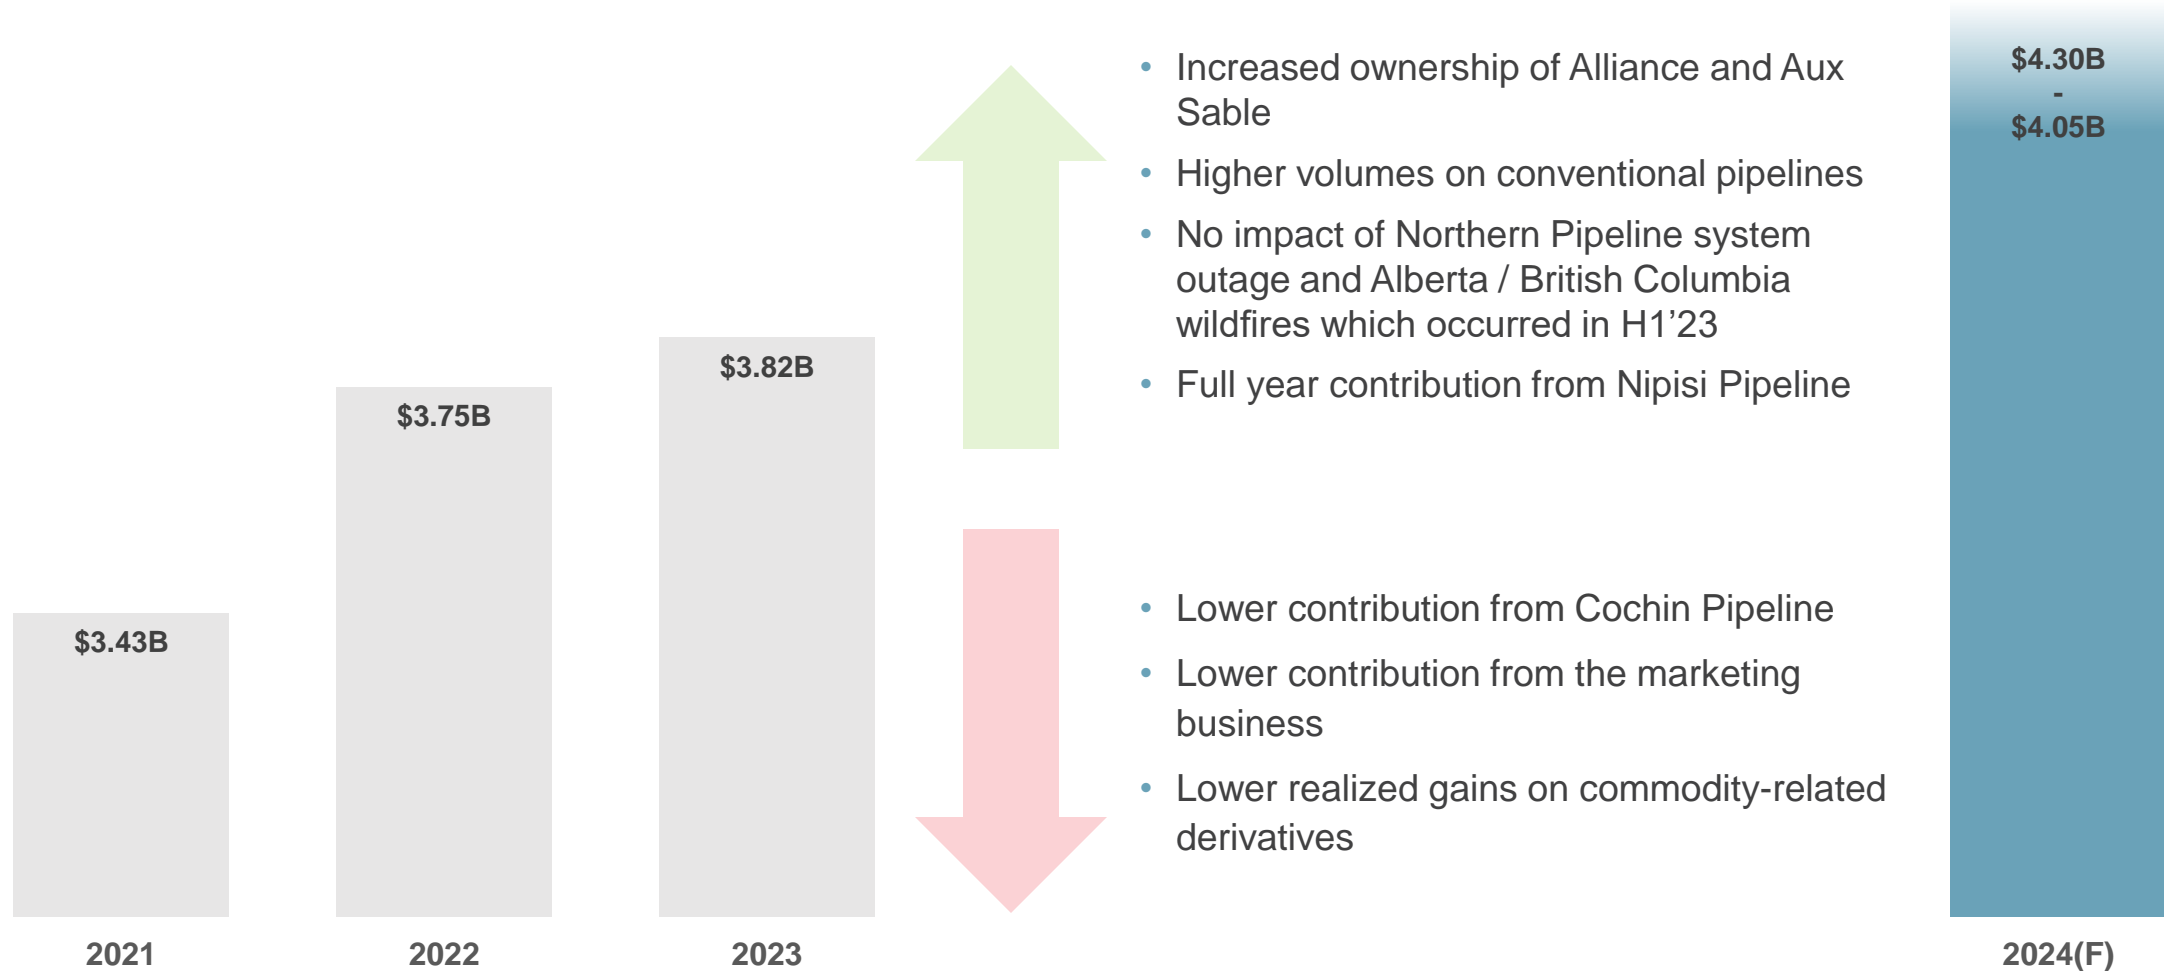 $3.43B
2021
$3.75B
2022
$3.82B
2023
• Increased ownership of Alliance and Aux
Sable
• Higher volumes on conventional pipelines
• No impact of Northern Pipeline system
outage and Alberta / British Columbia
wildfires which occurred in H1’23
• Full year contribution from Nipisi Pipeline
• Lower contribution from Cochin Pipeline
• Lower contribution from the marketing
business
• Lower realized gains on commodity-related
derivatives
$4.30B
-
$4.05B
2024(F)